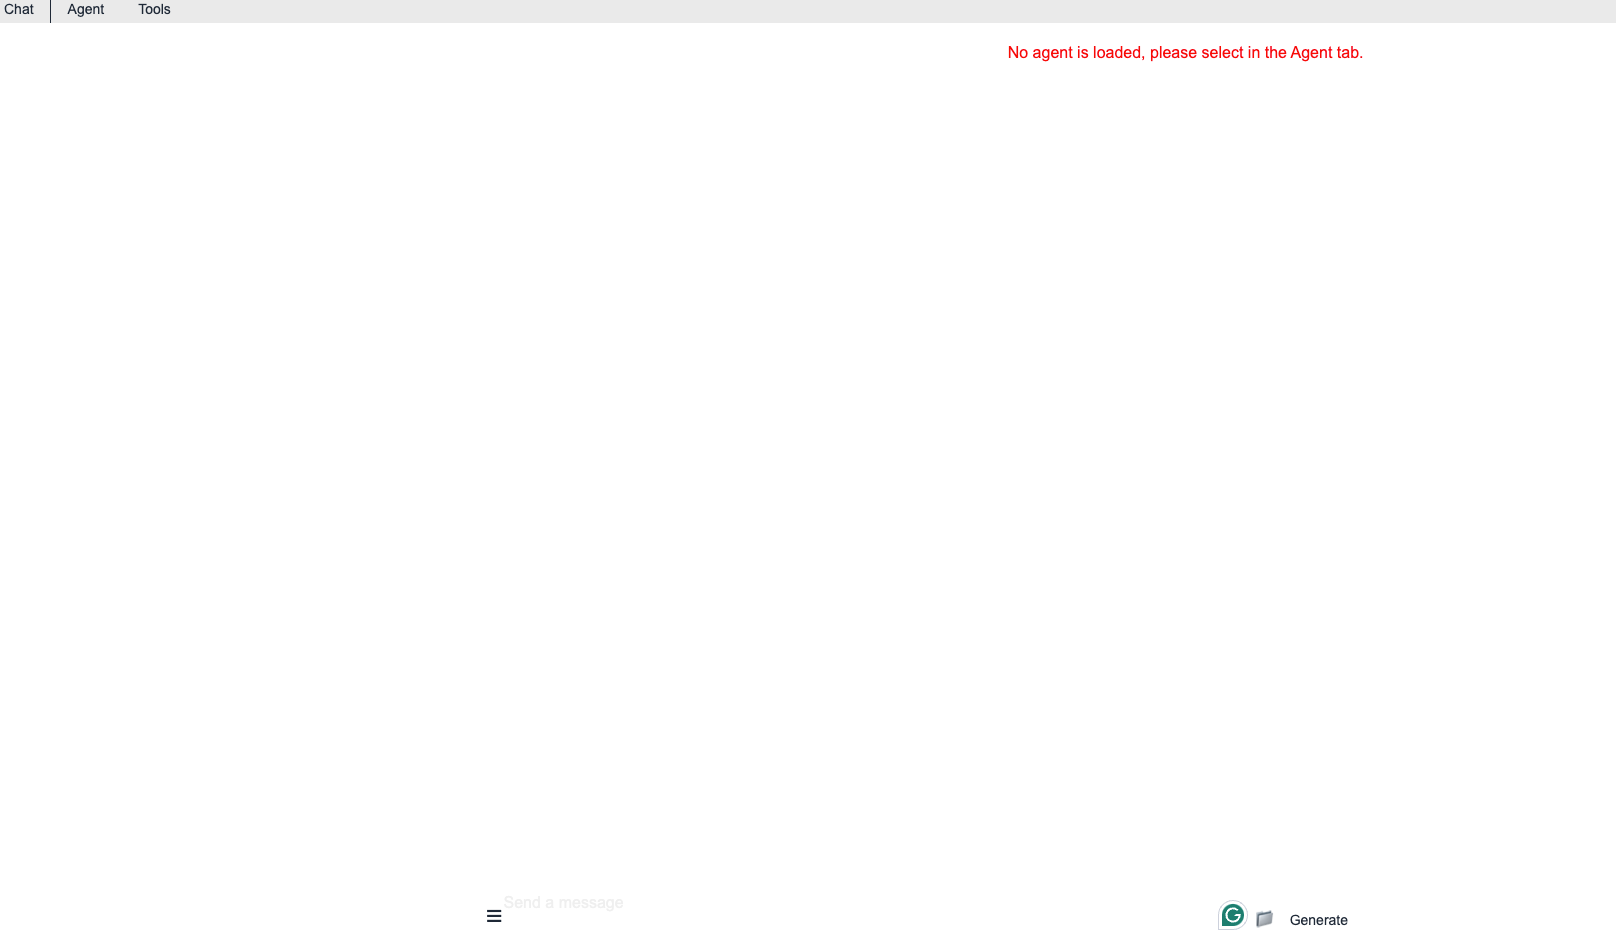 Chat Agent Tools
No agent is loaded, please select in the Agent tab.
Send a message
Generate